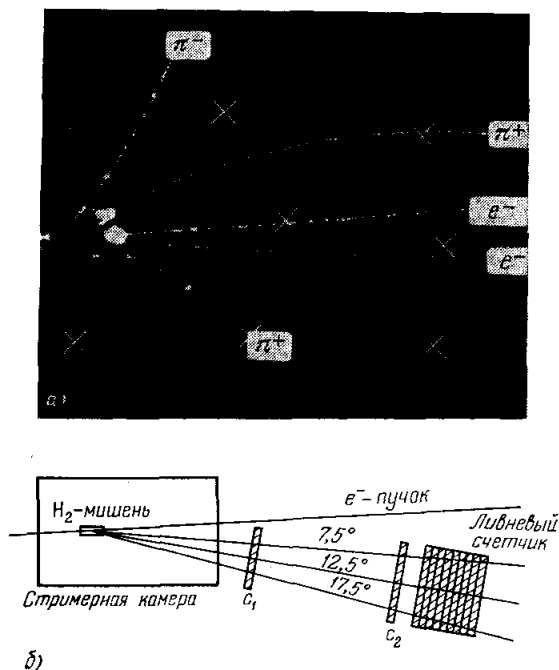 π⁻
π⁺
e⁻
e⁻
π⁺
а)
H₂-мишень
e⁻-пучок
Ливневый
счетчик
7,5°
12,5°
17,5°
C₁
C₂
Стримерная камера
б)